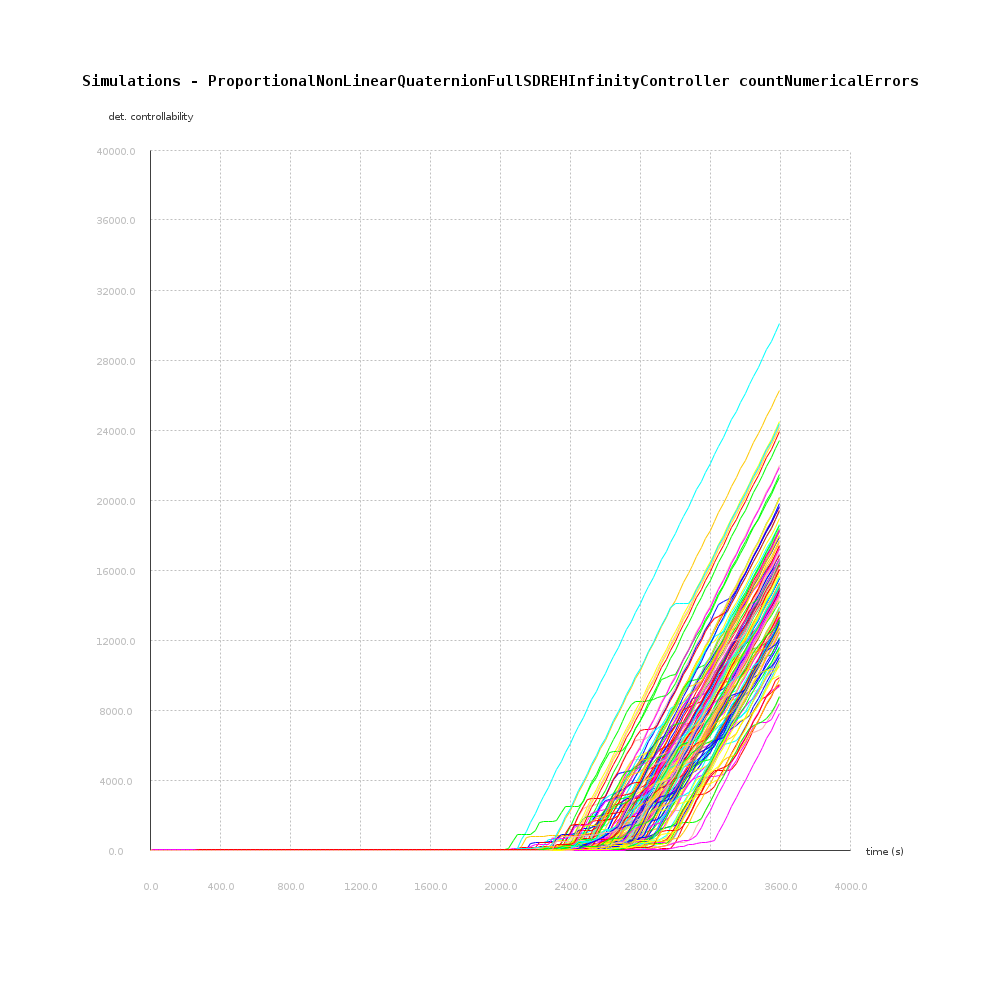 Simulations - ProportionalNonLinearQuaternionFullSDREHInfinityController countNumericalErrors
det. controllability
40000.0
36000.0
32000.0
28000.0
24000.0
20000.0
16000.0
12000.0
8000.0
4000.0
0.0
time (s)
0.0 400.0 800.0 1200.0 1600.0 2000.0 2400.0 2800.0 3200.0 3600.0 4000.0